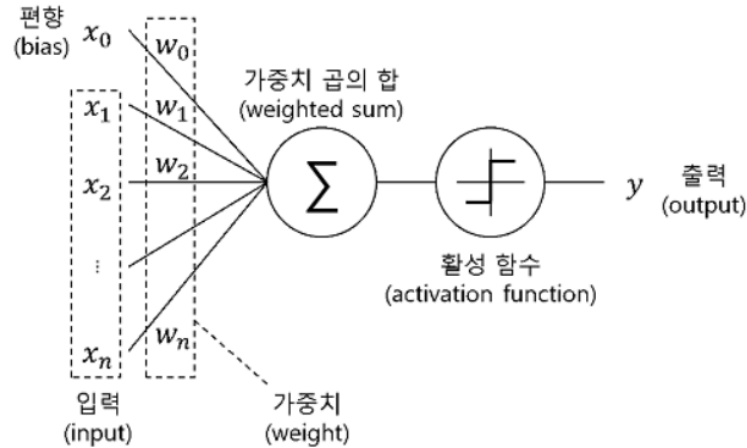 편향
(bias)
x₀
w₀
x₁
w₁
x₂
w₂
⋮
xₙ
wₙ
입력
(input)
가중치
(weight)
가중치 곱의 합
(weighted sum)
∑
활성 함수
(activation function)
y
출력
(output)